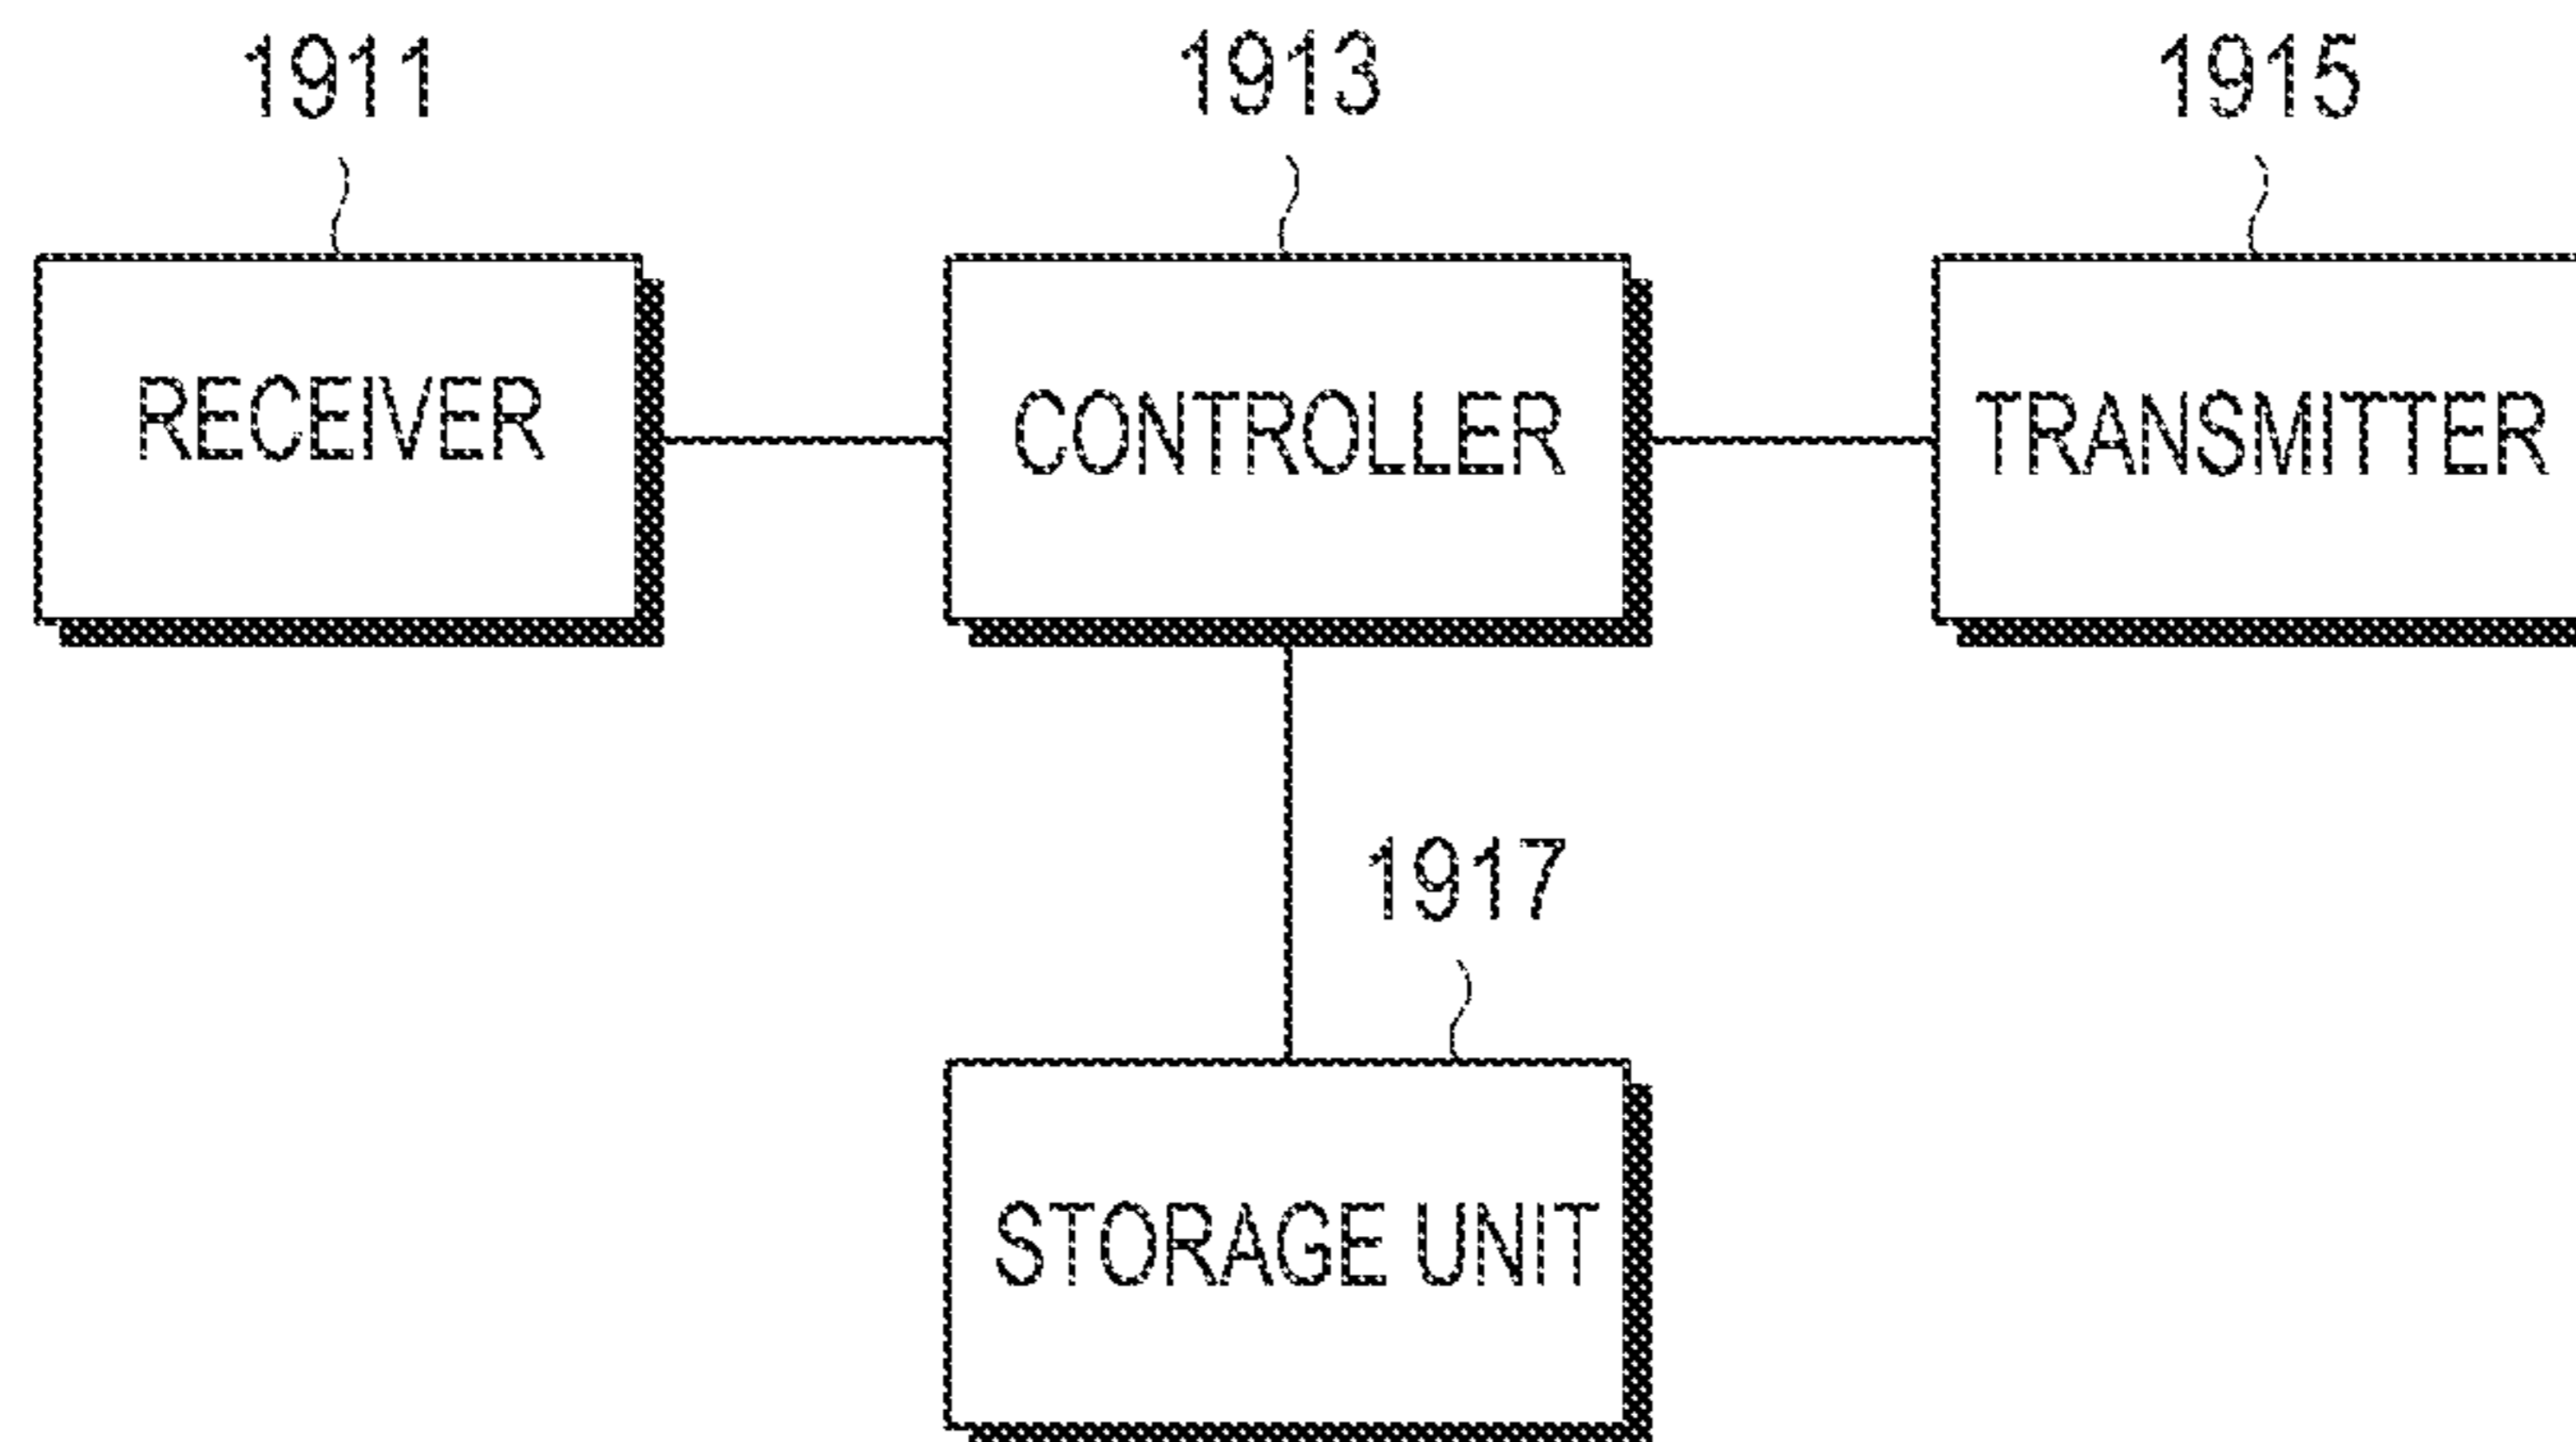 1911
1913
1915
RECEIVER
CONTROLLER
TRANSMITTER
1917
STORAGE UNIT